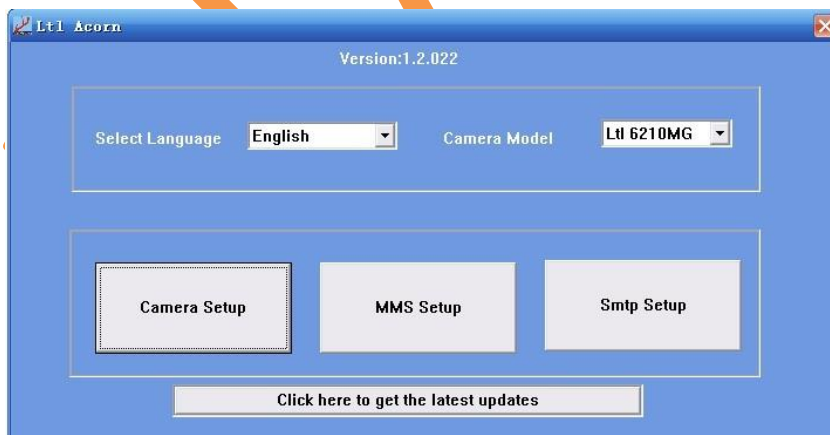 Ltl Acorn
Version:1.2.022
Select Language English Camera Model Ltl 6210MG
Camera Setup MMS Setup Smtp Setup
Click here to get the latest updates